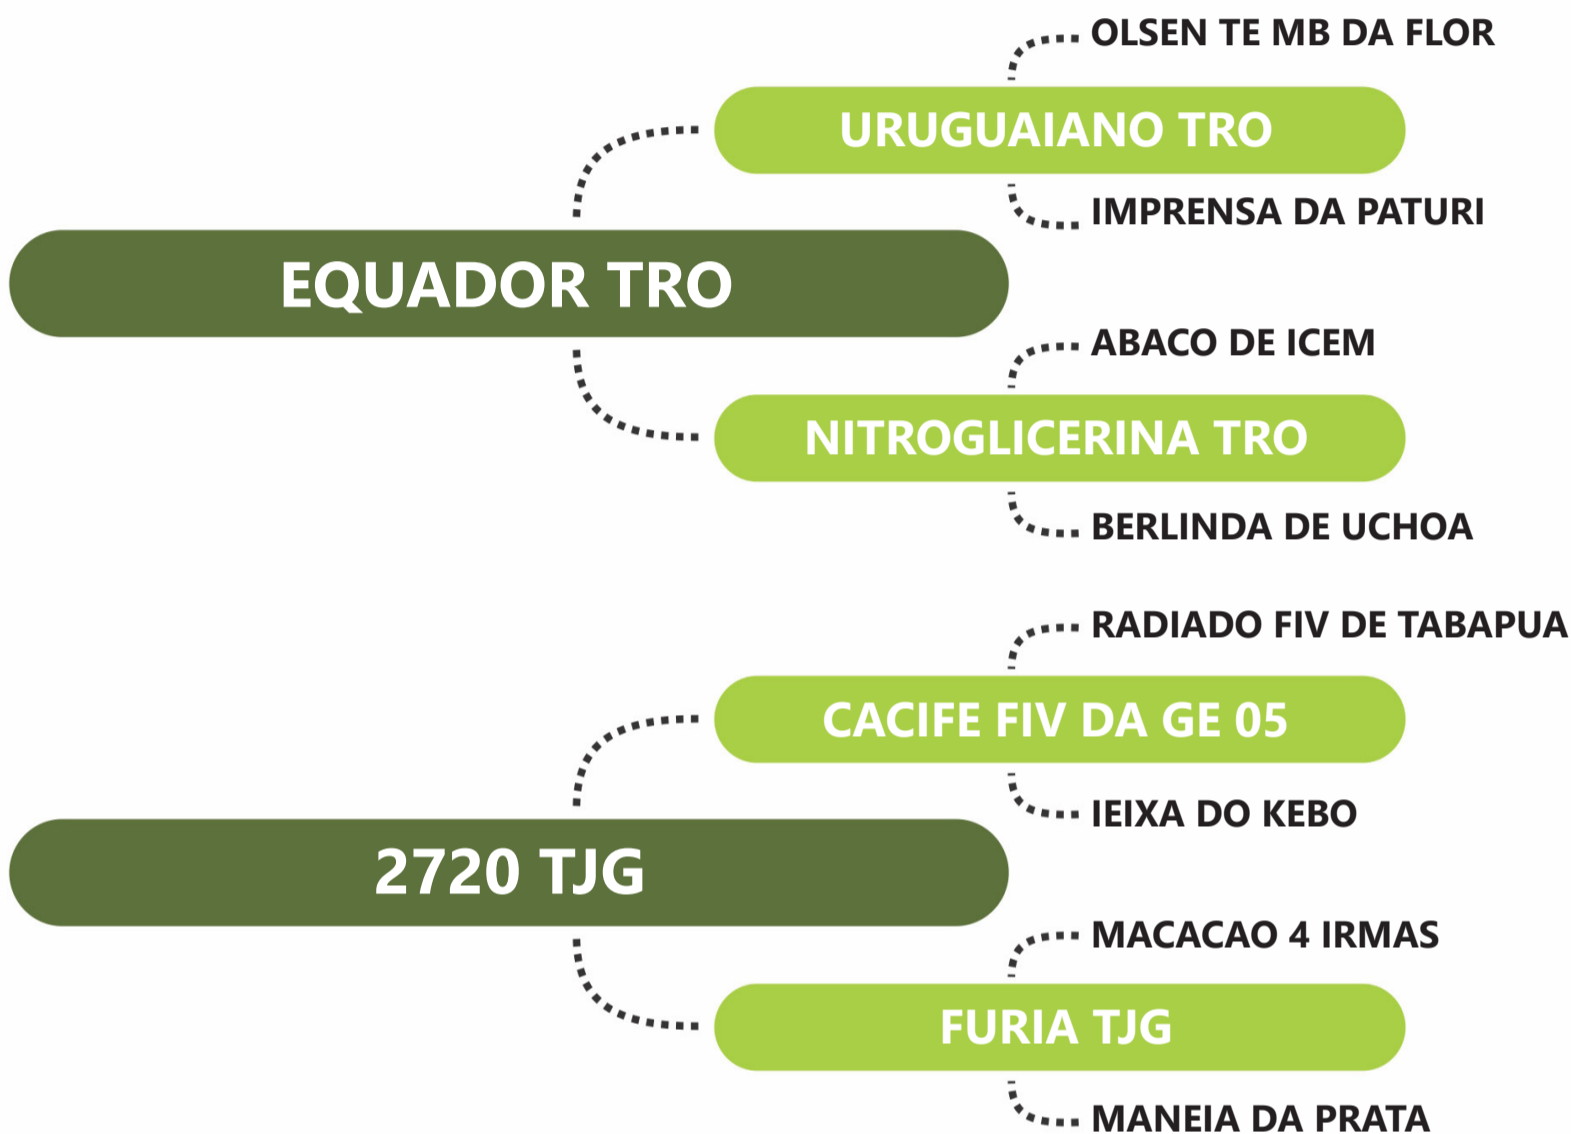 OLSEN TE MB DA FLOR
URUGUAIANO TRO
IMPRENSA DA PATURI
EQUADOR TRO
ABACO DE ICEM
NITROGLICERINA TRO
BERLINDA DE UCHOA
RADIADO FIV DE TABAPUA
CACIFE FIV DA GE 05
IEIXA DO KEBO
2720 TJG
MACACAO 4 IRMAS
FURIA TJG
MANEIA DA PRATA